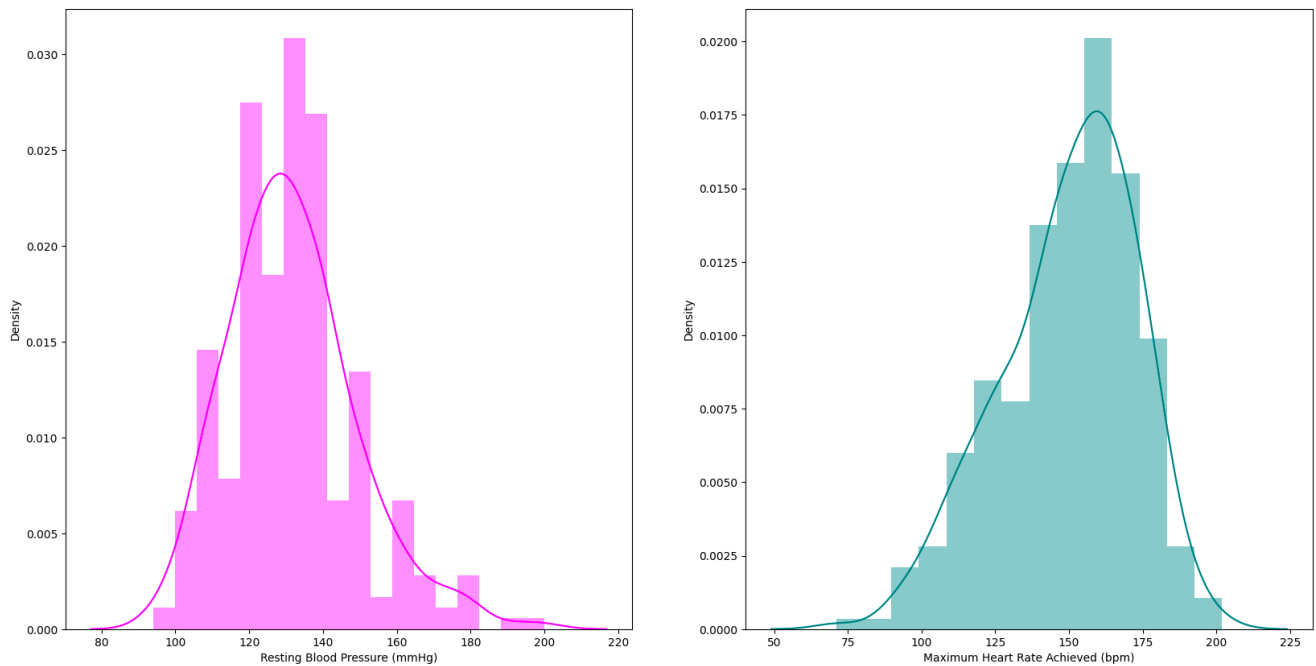 0.030
0.025
0.020
0.015
0.010
0.005
0.000
Density
80 100 120 140 160 180 200 220
Resting Blood Pressure (mmHg)
0.0200
0.0175
0.0150
0.0125
0.0100
0.0075
0.0050
0.0025
0.0000
Density
50 75 100 125 150 175 200 225
Maximum Heart Rate Achieved (bpm)